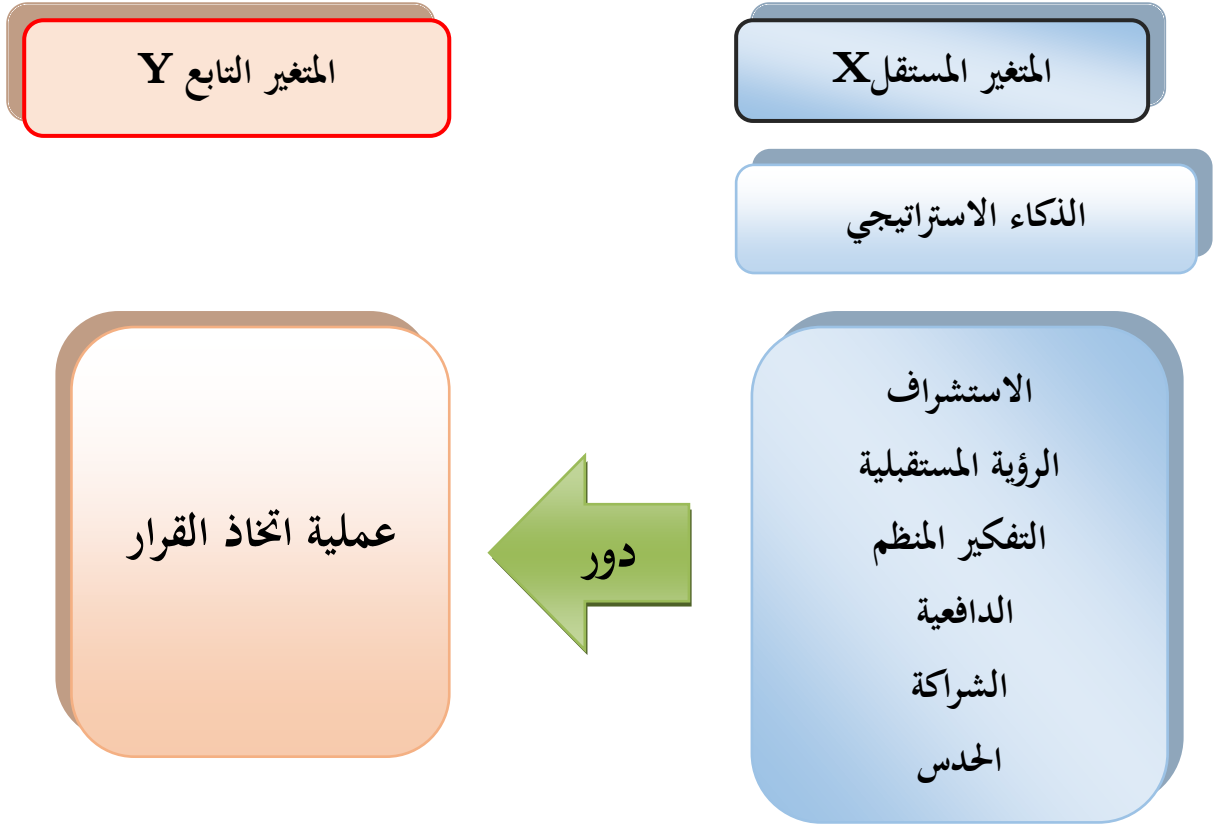 المتغير المستقلX
المتغير التابع Y
الذكاء الاستراتيجي
الاستشراف
الرؤية المستقبلية
التفكير المنظم
الدافعية
الشراكة
الحدس
دور
عملية اتخاذ القرار